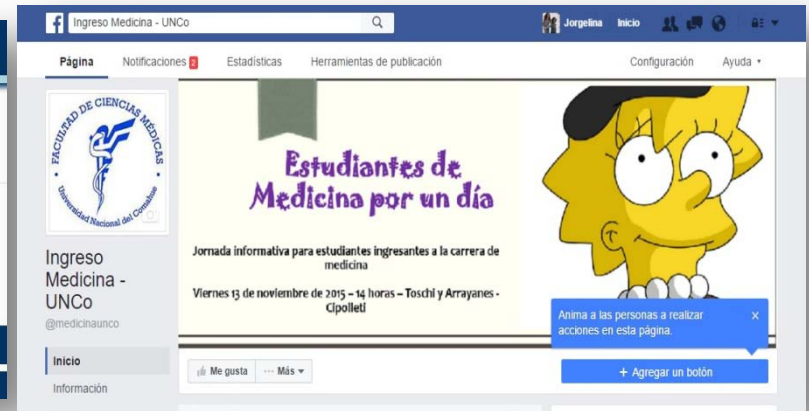 Ingreso Medicina - UNCo
Jorgelina
Inicio
Página
Notificaciones 2
Estadísticas
Herramientas de publicación
Configuración
Ayuda
FACULTAD DE CIENCIAS MÉDICAS
Universidad Nacional del Comahue
Estudiantes de
Medicina por un día
Jornada informativa para estudiantes ingresantes a la carrera de
medicina
Viernes 13 de noviembre de 2015 – 14 horas – Toschi y Arrayanes -
Cipolleti
Ingreso
Medicina -
UNCo
@medicinaunco
Anima a las personas a realizar
acciones en esta página.
Inicio
Información
Me gusta
Más
+ Agregar un botón